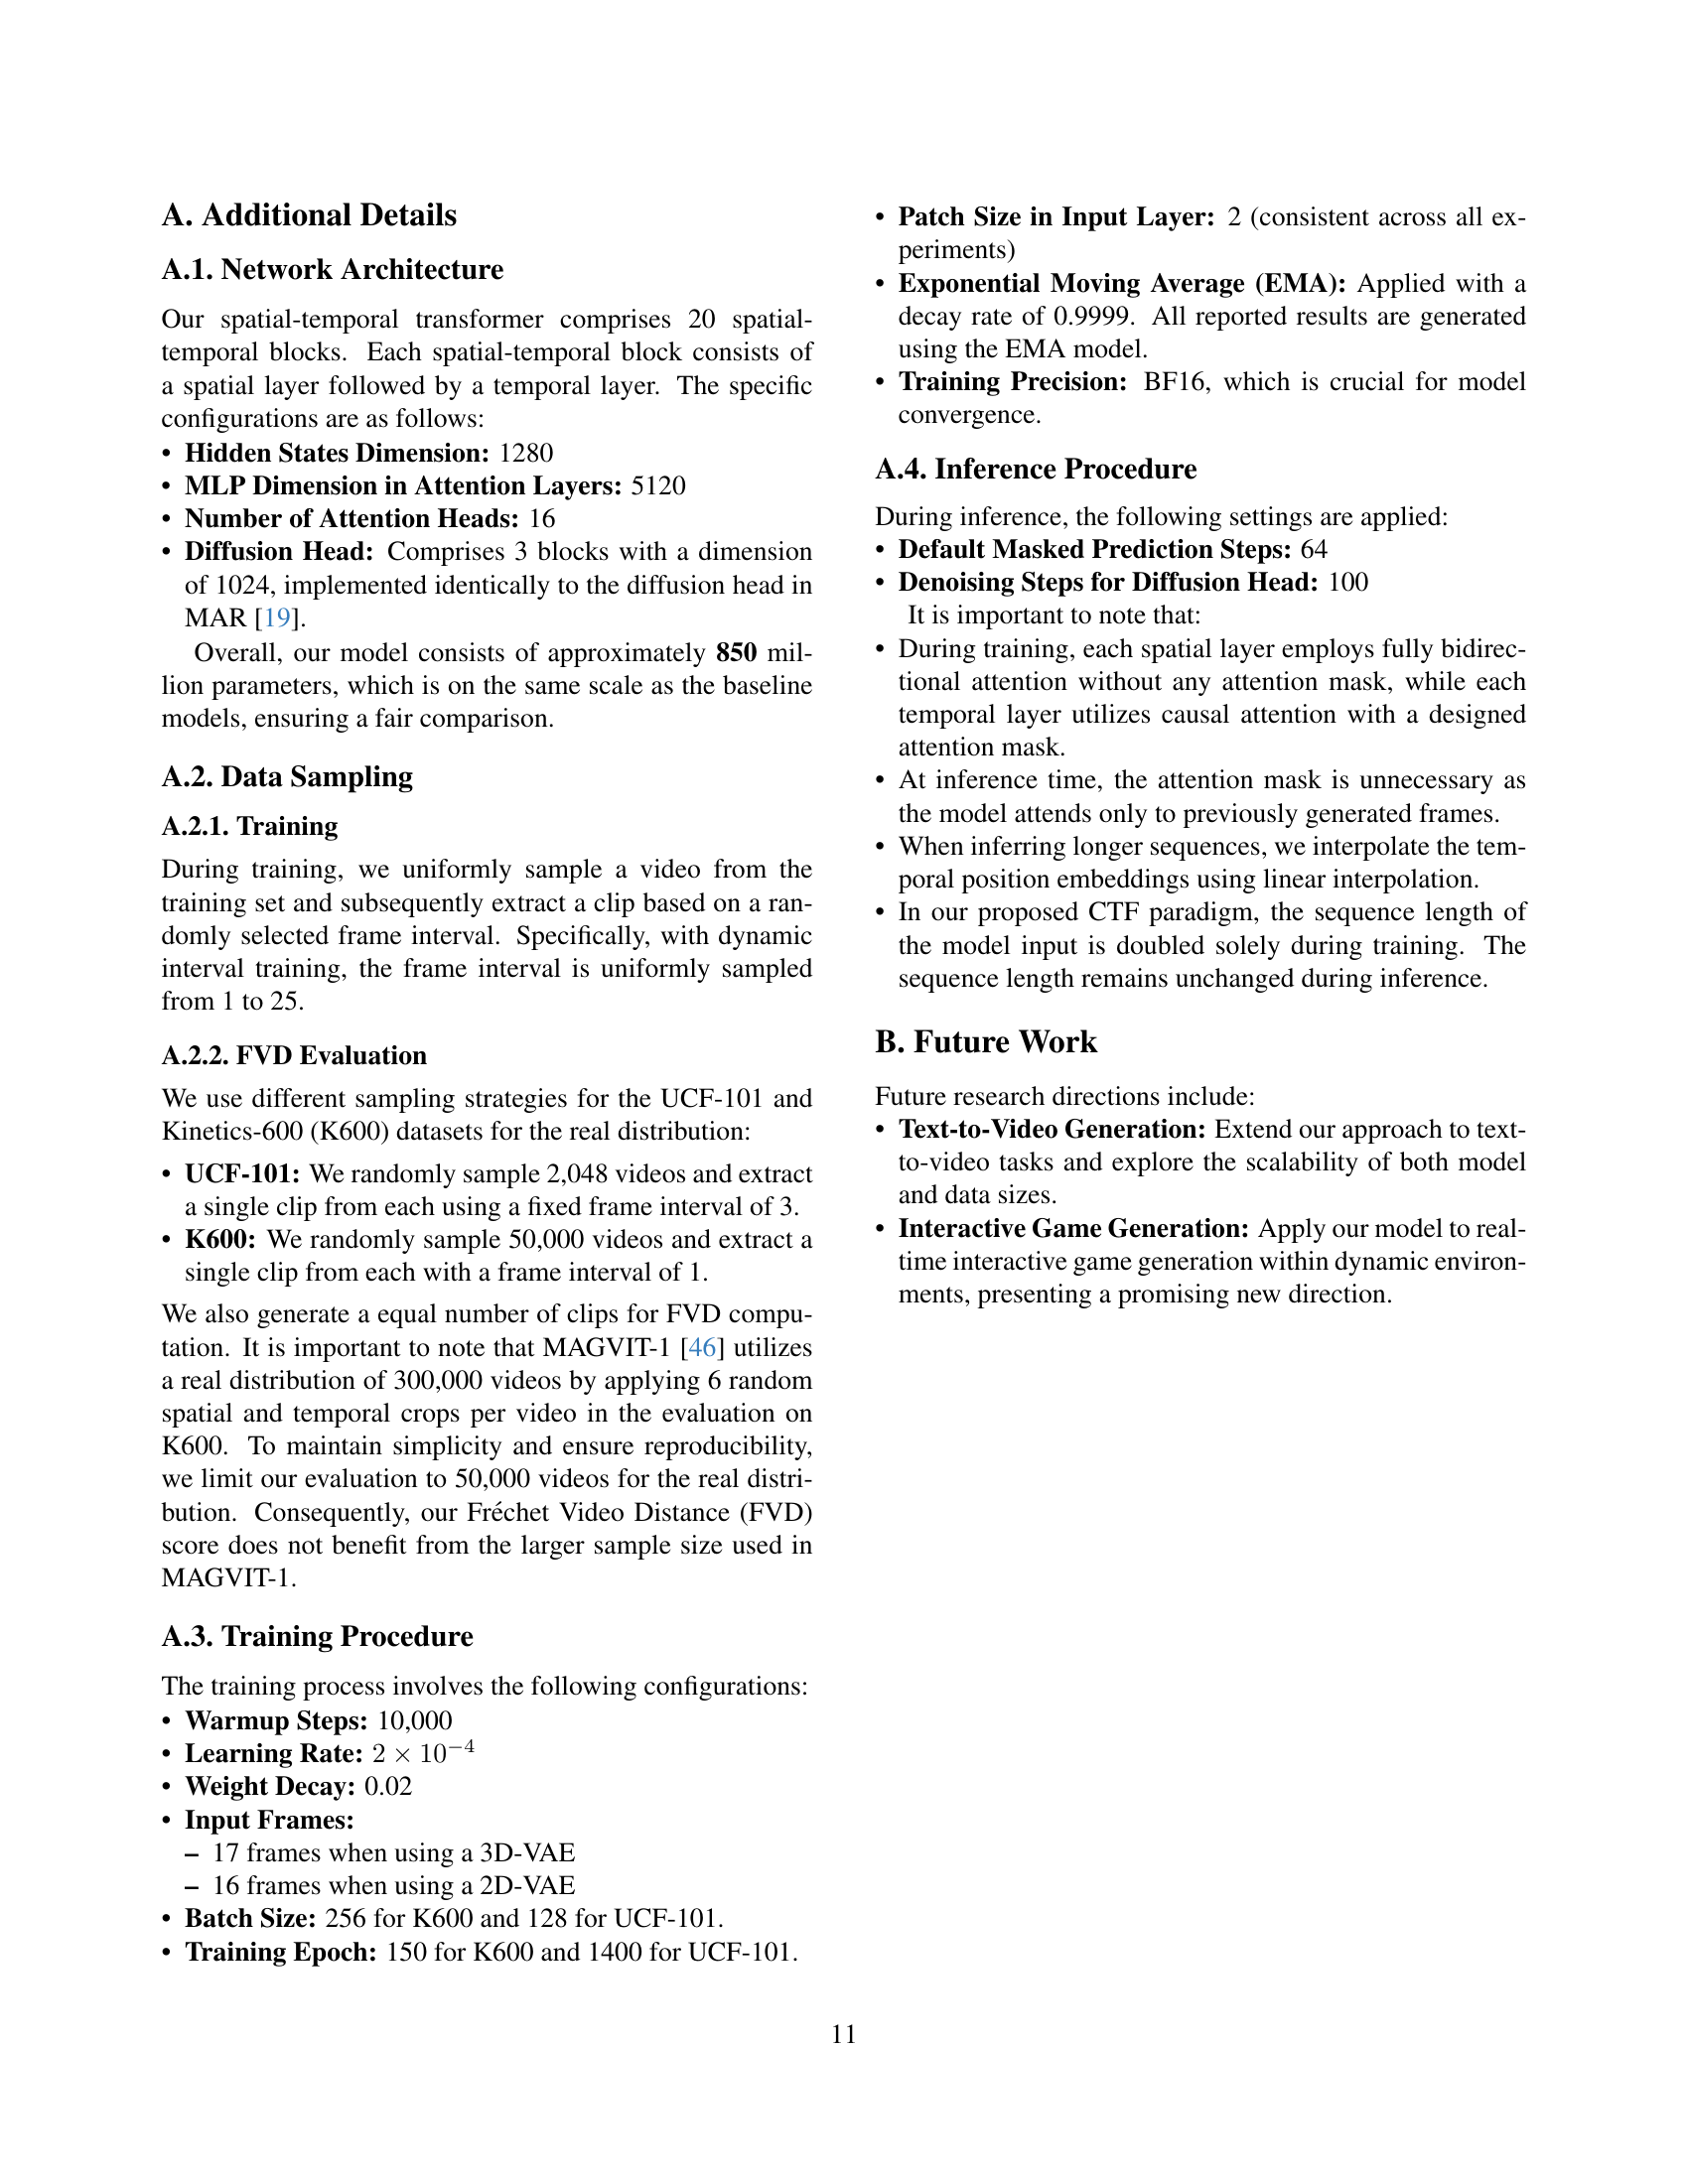 A. Additional Details
A.1. Network Architecture
Our spatial-temporal transformer comprises 20 spatial-
temporal blocks. Each spatial-temporal block consists of
a spatial layer followed by a temporal layer. The specific
configurations are as follows:
• Hidden States Dimension: 1280
• MLP Dimension in Attention Layers: 5120
• Number of Attention Heads: 16
• Diffusion Head: Comprises 3 blocks with a dimension
of 1024, implemented identically to the diffusion head in
MAR [19].
Overall, our model consists of approximately 850 mil-
lion parameters, which is on the same scale as the baseline
models, ensuring a fair comparison.
A.2. Data Sampling
A.2.1. Training
During training, we uniformly sample a video from the
training set and subsequently extract a clip based on a ran-
domly selected frame interval. Specifically, with dynamic
interval training, the frame interval is uniformly sampled
from 1 to 25.
A.2.2. FVD Evaluation
We use different sampling strategies for the UCF-101 and
Kinetics-600 (K600) datasets for the real distribution:
• UCF-101: We randomly sample 2,048 videos and extract
a single clip from each using a fixed frame interval of 3.
• K600: We randomly sample 50,000 videos and extract a
single clip from each with a frame interval of 1.
We also generate a equal number of clips for FVD compu-
tation. It is important to note that MAGVIT-1 [46] utilizes
a real distribution of 300,000 videos by applying 6 random
spatial and temporal crops per video in the evaluation on
K600. To maintain simplicity and ensure reproducibility,
we limit our evaluation to 50,000 videos for the real distri-
bution. Consequently, our Fréchet Video Distance (FVD)
score does not benefit from the larger sample size used in
MAGVIT-1.
A.3. Training Procedure
The training process involves the following configurations:
• Warmup Steps: 10,000
• Learning Rate: 2 × 10⁻⁴
• Weight Decay: 0.02
• Input Frames:
– 17 frames when using a 3D-VAE
– 16 frames when using a 2D-VAE
• Batch Size: 256 for K600 and 128 for UCF-101.
• Training Epoch: 150 for K600 and 1400 for UCF-101.
• Patch Size in Input Layer: 2 (consistent across all ex-
periments)
• Exponential Moving Average (EMA): Applied with a
decay rate of 0.9999. All reported results are generated
using the EMA model.
• Training Precision: BF16, which is crucial for model
convergence.
A.4. Inference Procedure
During inference, the following settings are applied:
• Default Masked Prediction Steps: 64
• Denoising Steps for Diffusion Head: 100
It is important to note that:
• During training, each spatial layer employs fully bidirec-
tional attention without any attention mask, while each
temporal layer utilizes causal attention with a designed
attention mask.
• At inference time, the attention mask is unnecessary as
the model attends only to previously generated frames.
• When inferring longer sequences, we interpolate the tem-
poral position embeddings using linear interpolation.
• In our proposed CTF paradigm, the sequence length of
the model input is doubled solely during training. The
sequence length remains unchanged during inference.
B. Future Work
Future research directions include:
• Text-to-Video Generation: Extend our approach to text-
to-video tasks and explore the scalability of both model
and data sizes.
• Interactive Game Generation: Apply our model to real-
time interactive game generation within dynamic environ-
ments, presenting a promising new direction.
11